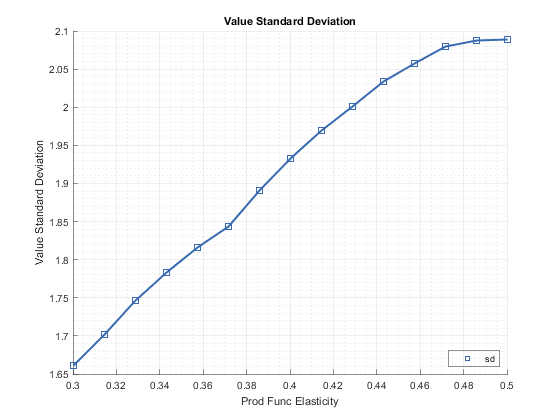 Value Standard Deviation
2.1
2.05
2
1.95
1.9
1.85
1.8
1.75
1.7
1.65
Value Standard Deviation
0.3 0.32 0.34 0.36 0.38 0.4 0.42 0.44 0.46 0.48 0.5
Prod Func Elasticity
sd